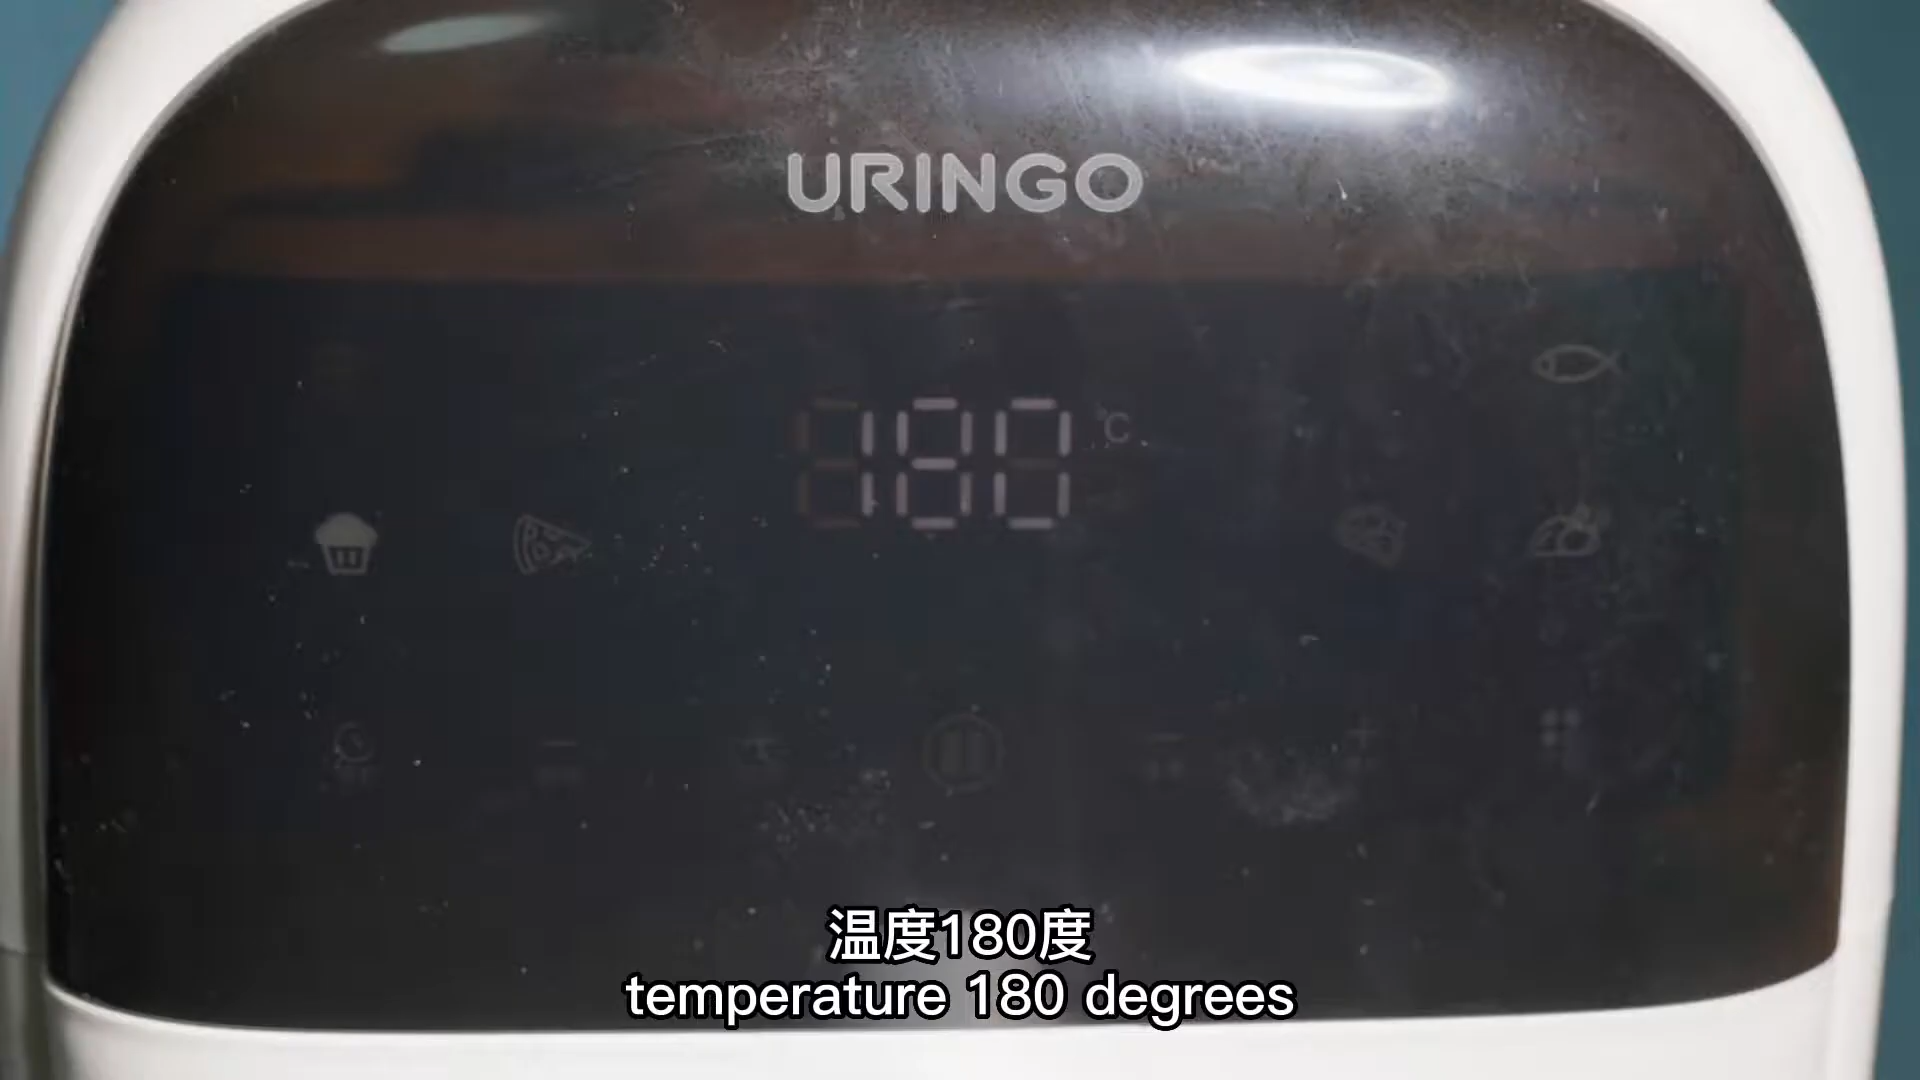 URINGO
180 C
温度180度
temperature 180 degrees